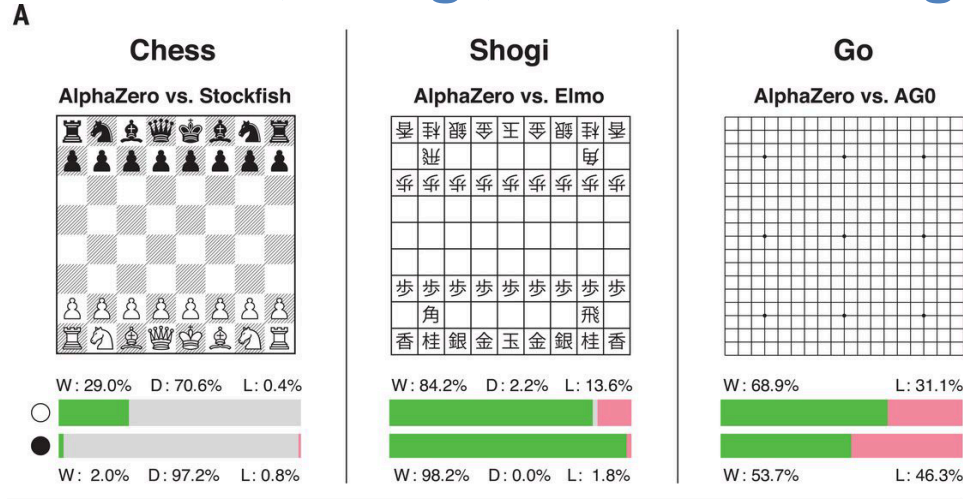 A
Chess
AlphaZero vs. Stockfish
W: 29.0% D: 70.6% L: 0.4%
W: 2.0% D: 97.2% L: 0.8%
Shogi
AlphaZero vs. Elmo
香桂銀金王金銀桂香
飛角
歩歩歩歩歩歩歩歩歩
歩歩歩歩歩歩歩歩歩
角飛
香桂銀金玉金銀桂香
W: 84.2% D: 2.2% L: 13.6%
W: 98.2% D: 0.0% L: 1.8%
Go
AlphaZero vs. AG0
W: 68.9% L: 31.1%
W: 53.7% L: 46.3%